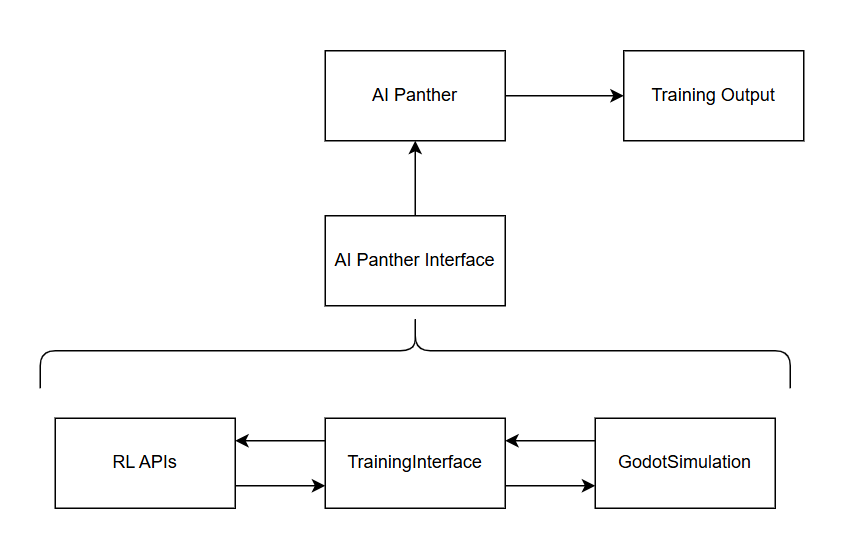 AI Panther
Training Output
AI Panther Interface
RL APIs
TrainingInterface
GodotSimulation